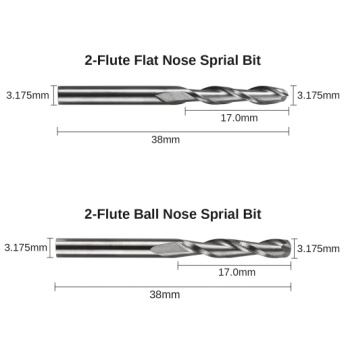 2-Flute Flat Nose Sprial Bit
3.175mm
3.175mm
17.0mm
38mm
2-Flute Ball Nose Sprial Bit
3.175mm
3.175mm
17.0mm
38mm